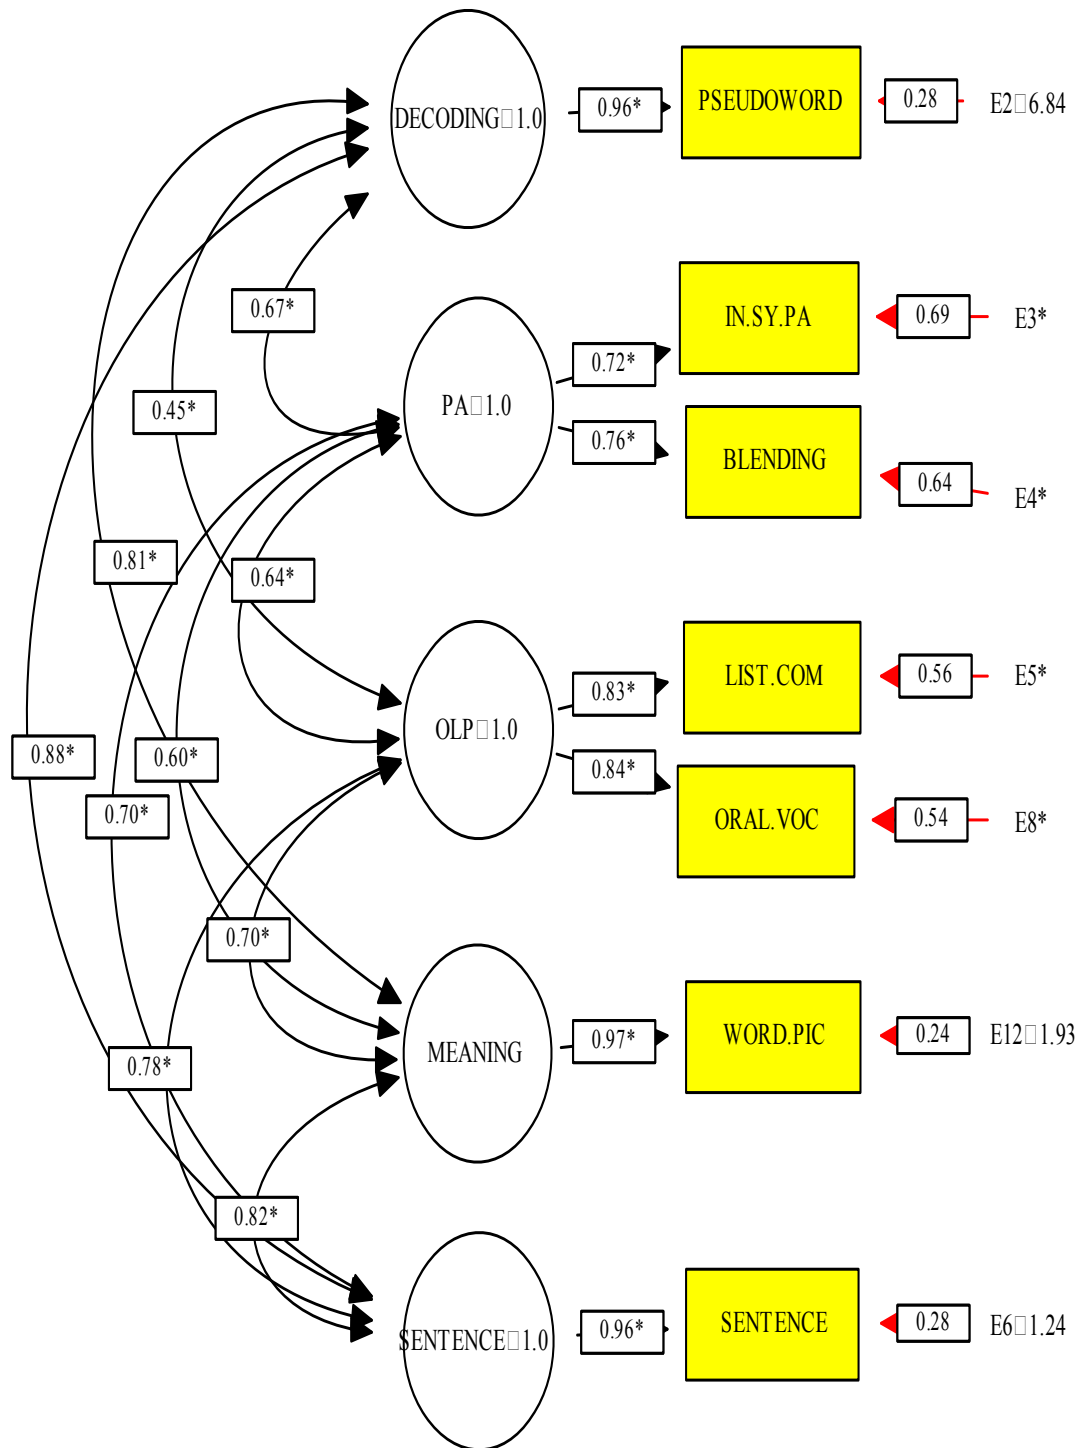 DECODING□1.0
0.96*
PSEUDOWORD
0.28
E2□6.84
0.67*
IN.SY.PA
0.69
E3*
0.72*
PA□1.0
0.45*
0.76*
BLENDING
0.64
E4*
0.81*
0.64*
LIST.COM
0.56
E5*
0.83*
OLP□1.0
0.88*
0.60*
0.84*
0.70*
ORAL.VOC
0.54
E8*
0.70*
MEANING
0.97*
WORD.PIC
0.24
E12□1.93
0.78*
0.82*
SENTENCE□1.0
0.96*
SENTENCE
0.28
E6□1.24